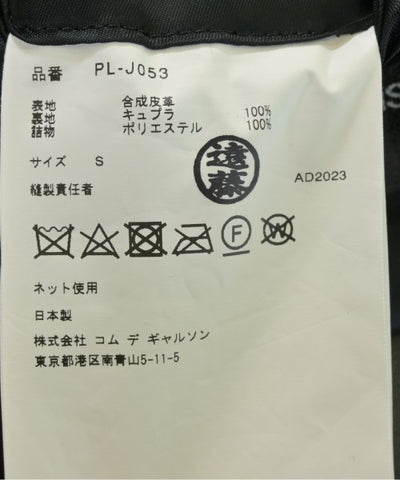 品番 PL-J053
表地 合成皮革
裏地 キュプラ 100%
詰物 ポリエステル 100%
サイズ S
遠藤
縫製責任者
AD2023
F W
ネット使用
日本製
株式会社 コム デ ギャルソン
東京都港区南青山5-11-5
S